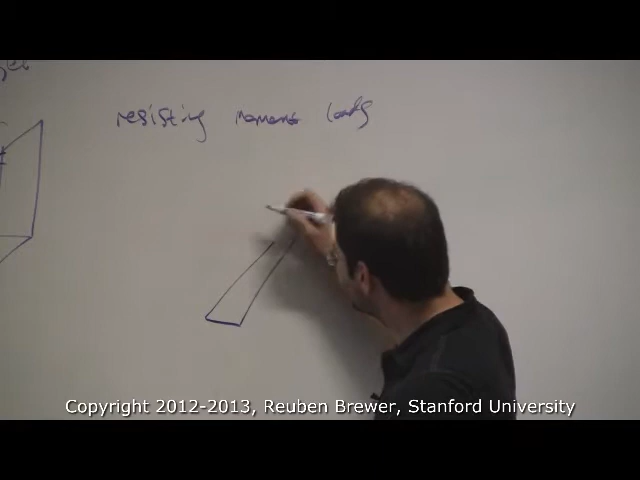 resisting moment loads
Copyright 2012-2013, Reuben Brewer, Stanford University